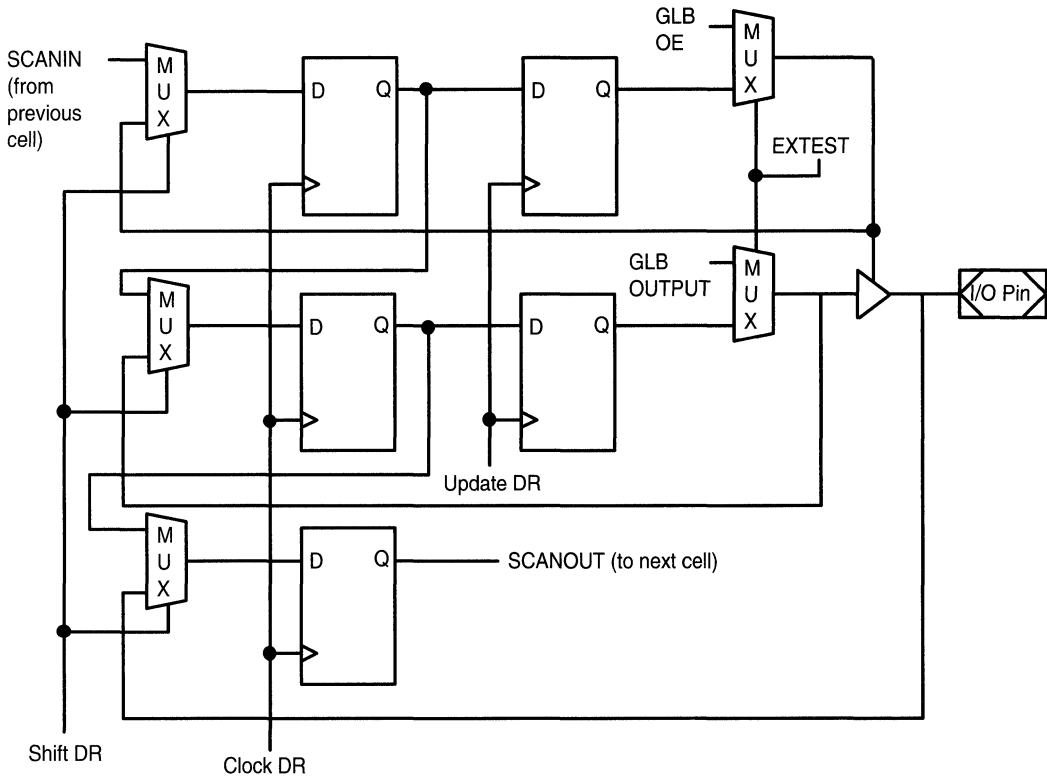 GLB
OE
M
U
X
SCANIN
(from
previous
cell)
M
U
X
D Q
D Q
EXTEST
GLB
OUTPUT
M
U
X
I/O Pin
M
U
X
D Q
D Q
Update DR
M
U
X
D Q
SCANOUT (to next cell)
Shift DR
Clock DR